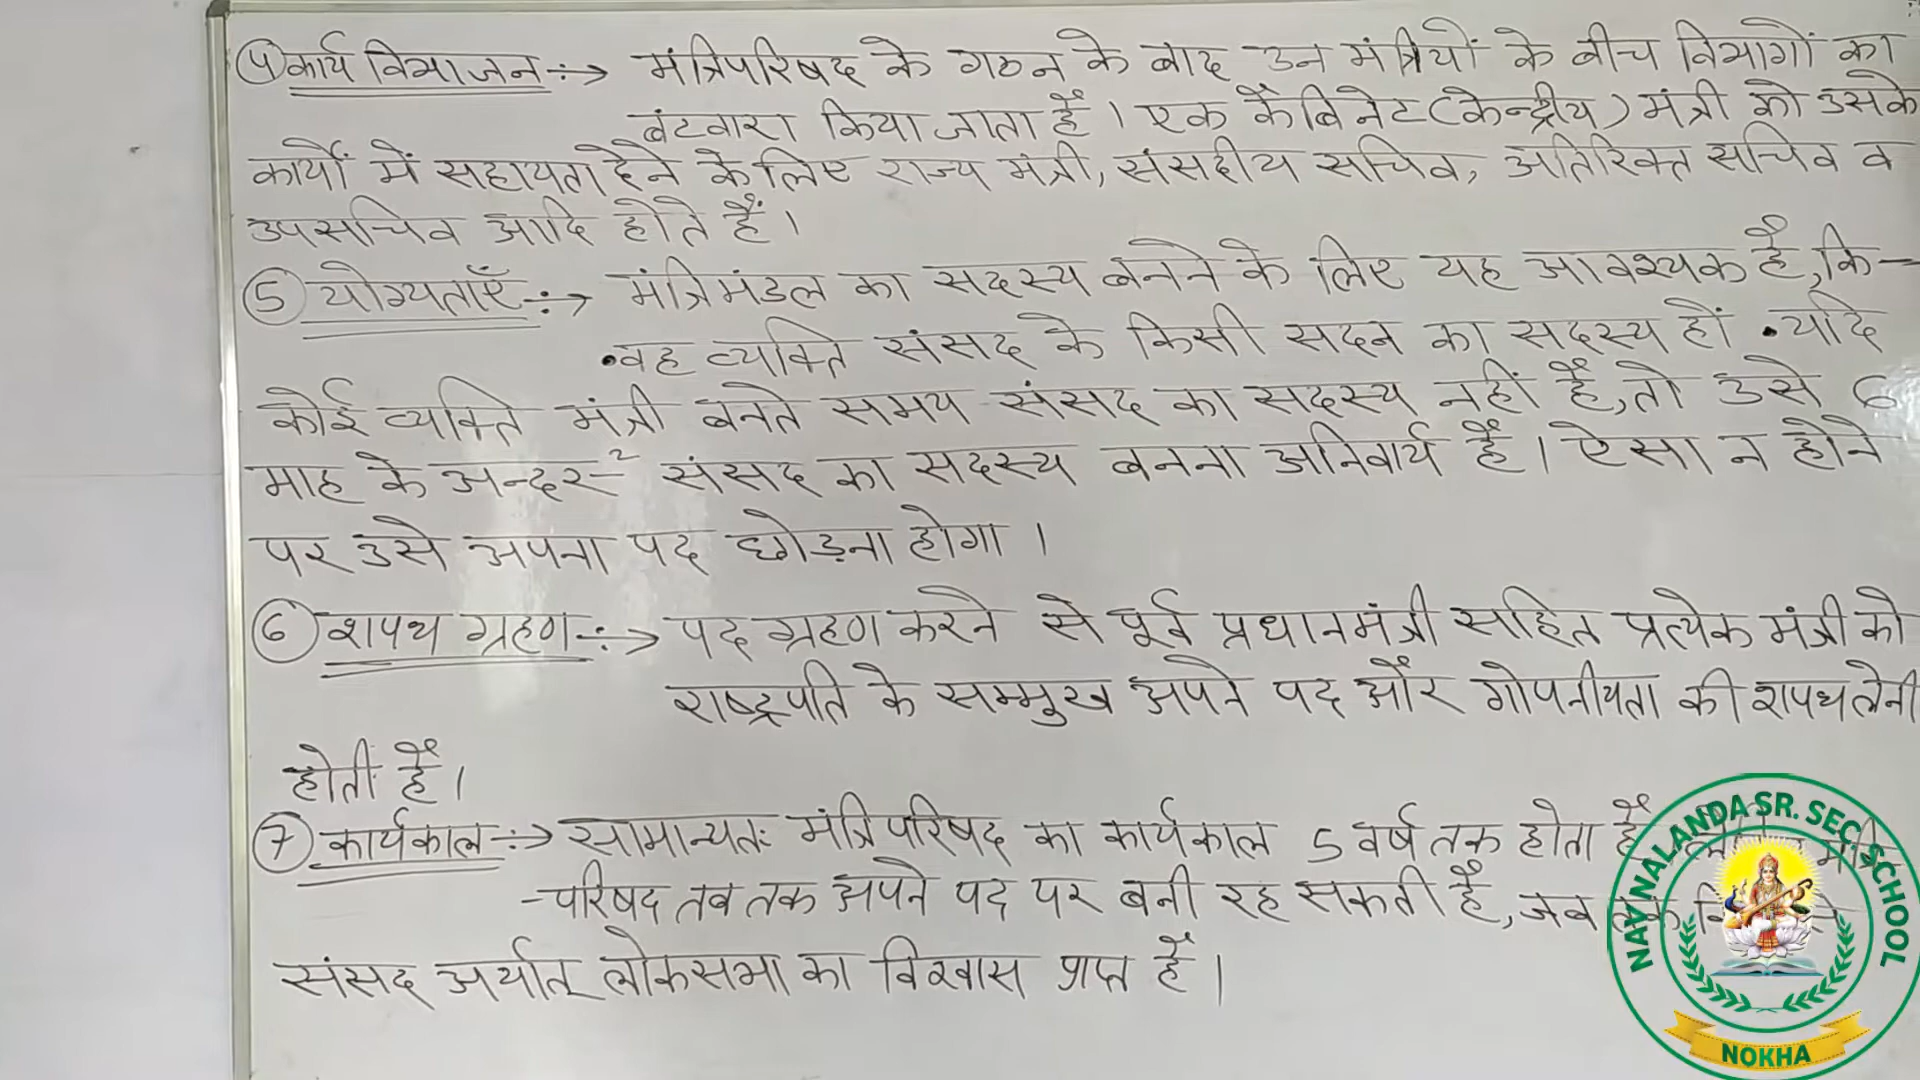 ④ कार्य विभाजन ÷→ मंत्रिपरिषद के गठन के बाद उन मंत्रियों के बीच विभागों का
बंटवारा किया जाता है। एक कैबिनेट (केन्द्रीय) मंत्री को उसके
कार्यों में सहायता देने के लिए राज्य मंत्री, संसदीय सचिव, अतिरिक्त सचिव व
उपसचिव आदि होते हैं।
⑤ योग्यताएँ ÷→ मंत्रिमंडल का सदस्य बनने के लिए यह आवश्यक है, कि-
•वह व्यक्ति संसद के किसी सदन का सदस्य हों •यदि
कोई व्यक्ति मंत्री बनते समय संसद का सदस्य नहीं है, तो उसे 6
माह के अन्दर-2 संसद का सदस्य बनना अनिवार्य है। ऐसा न होने
पर उसे अपना पद छोड़ना होगा।
⑥ शपथ ग्रहण ÷→ पद ग्रहण करने से पूर्व प्रधानमंत्री सहित प्रत्येक मंत्री को
राष्ट्रपति के सम्मुख अपने पद और गोपनीयता की शपथ लेनी
होती है।
⑦ कार्यकाल ÷→ सामान्यतः मंत्रिपरिषद का कार्यकाल 5 वर्ष तक होता है
-परिषद तब तक अपने पद पर बनी रह सकती है, जब तक
संसद अर्थात् लोकसभा का विश्वास प्राप्त है।
NAV NALANDA SR. SEC. SCHOOL
NOKHA